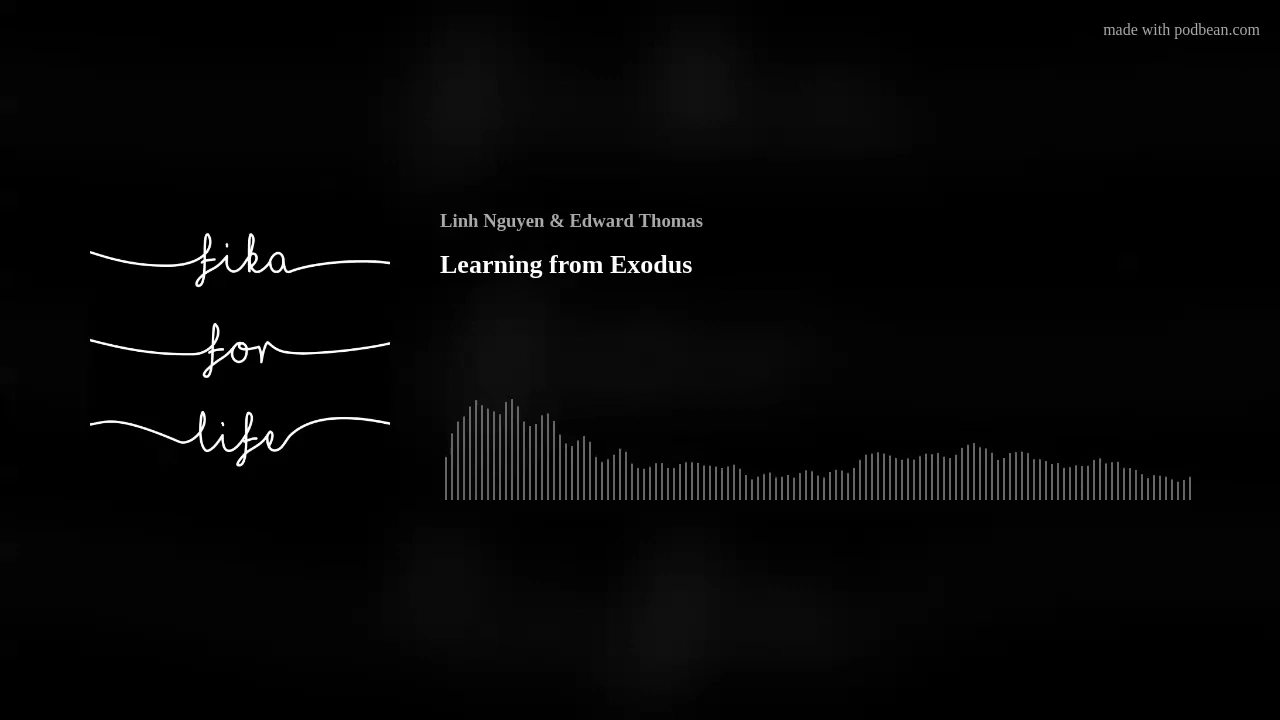 made with podbean.com
fika
for
life
Linh Nguyen & Edward Thomas
Learning from Exodus